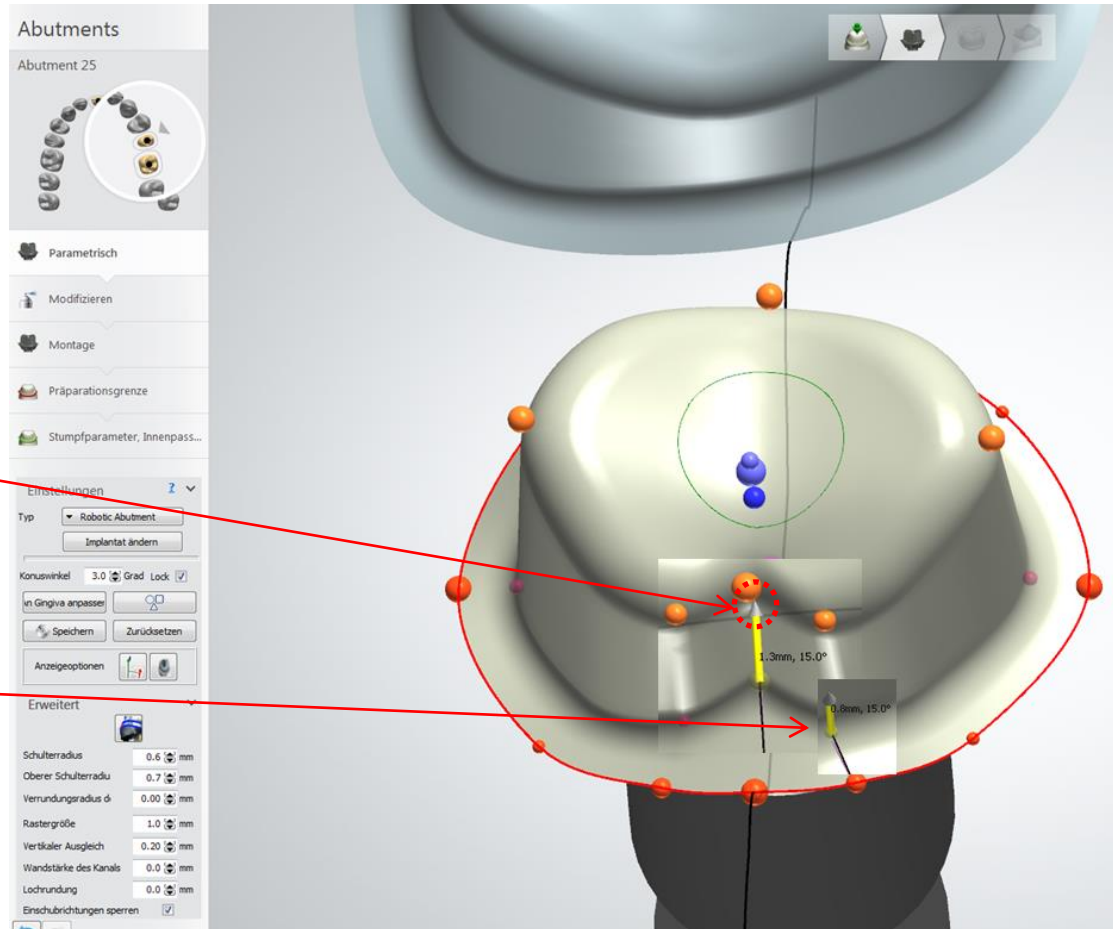 Abutments
Abutment 25
Parametrisch
Modifizieren
Montage
Präparationsgrenze
Stumpfparameter, Innenpass...
Einstellungen ? 
Typ Robotic Abutment
Implantat ändern
Konuswinkel 3.0 Grad Lock
ın Gingiva anpasser
Speichern Zurücksetzen
Anzeigeoptionen
Erweitert
Schulterradius 0.6 mm
Oberer Schulterradiu 0.7 mm
Verrundungsradius d 0.00 mm
Rastergröße 1.0 mm
Vertikaler Ausgleich 0.20 mm
Wandstärke des Kanals 0.0 mm
Lochrundung 0.0 mm
Einschubrichtungen sperren
1.3mm, 15.0°
0.8mm, 15.0°